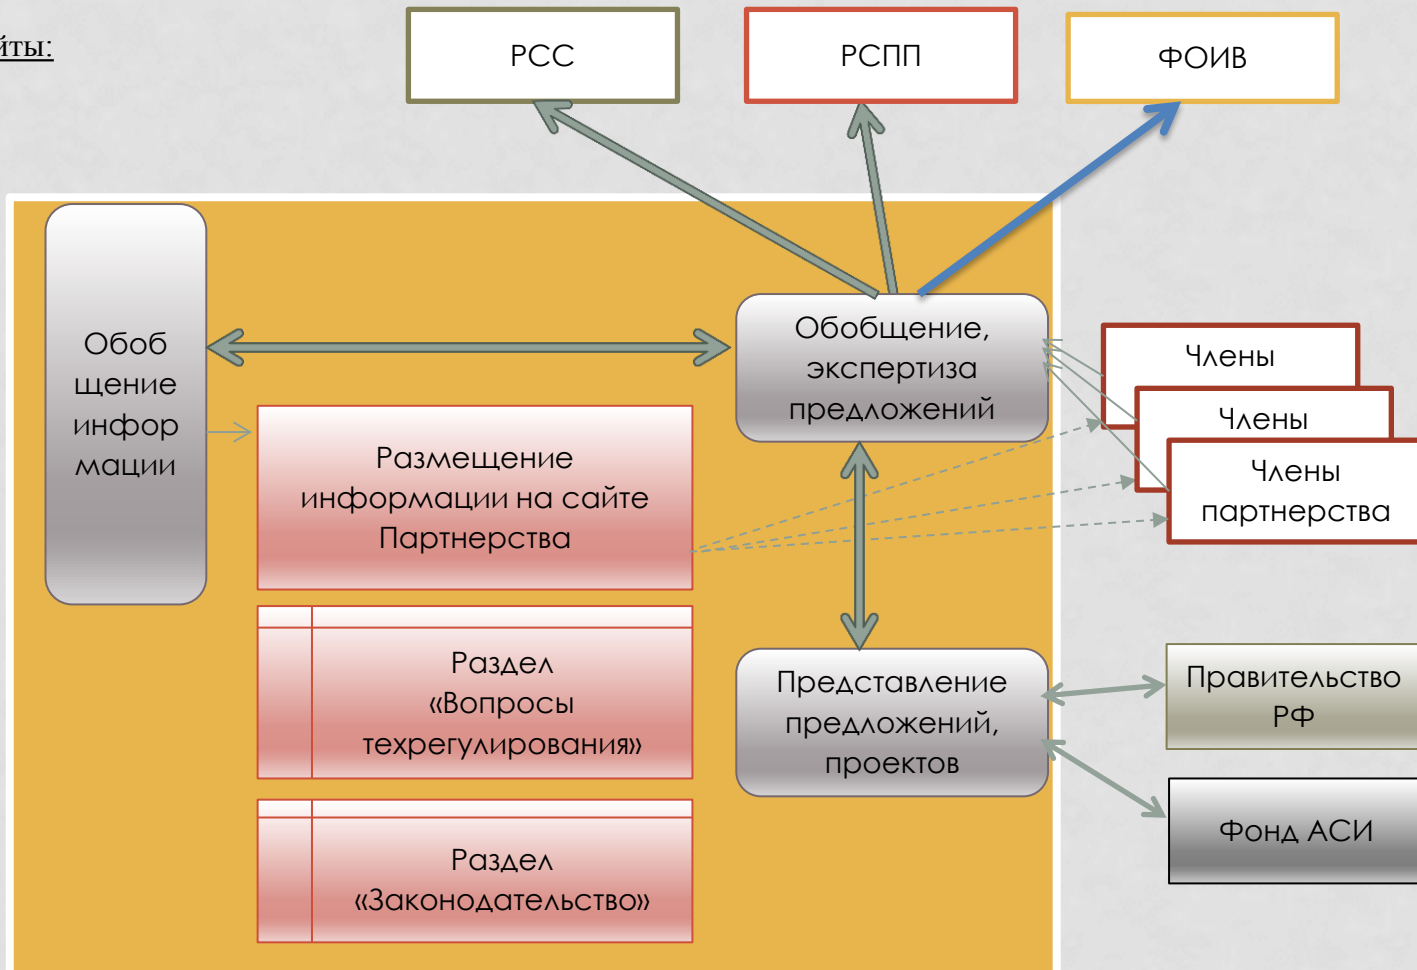 йты:
РСС
РСПП
ФОИВ
Обоб
щение
инфор
мации
Обобщение,
экспертиза
предложений
Члены
Члены
Члены
партнерства
Размещение
информации на сайте
Партнерства
Раздел
«Вопросы
техрегулирования»
Представление
предложений,
проектов
Правительство
РФ
Фонд АСИ
Раздел
«Законодательство»